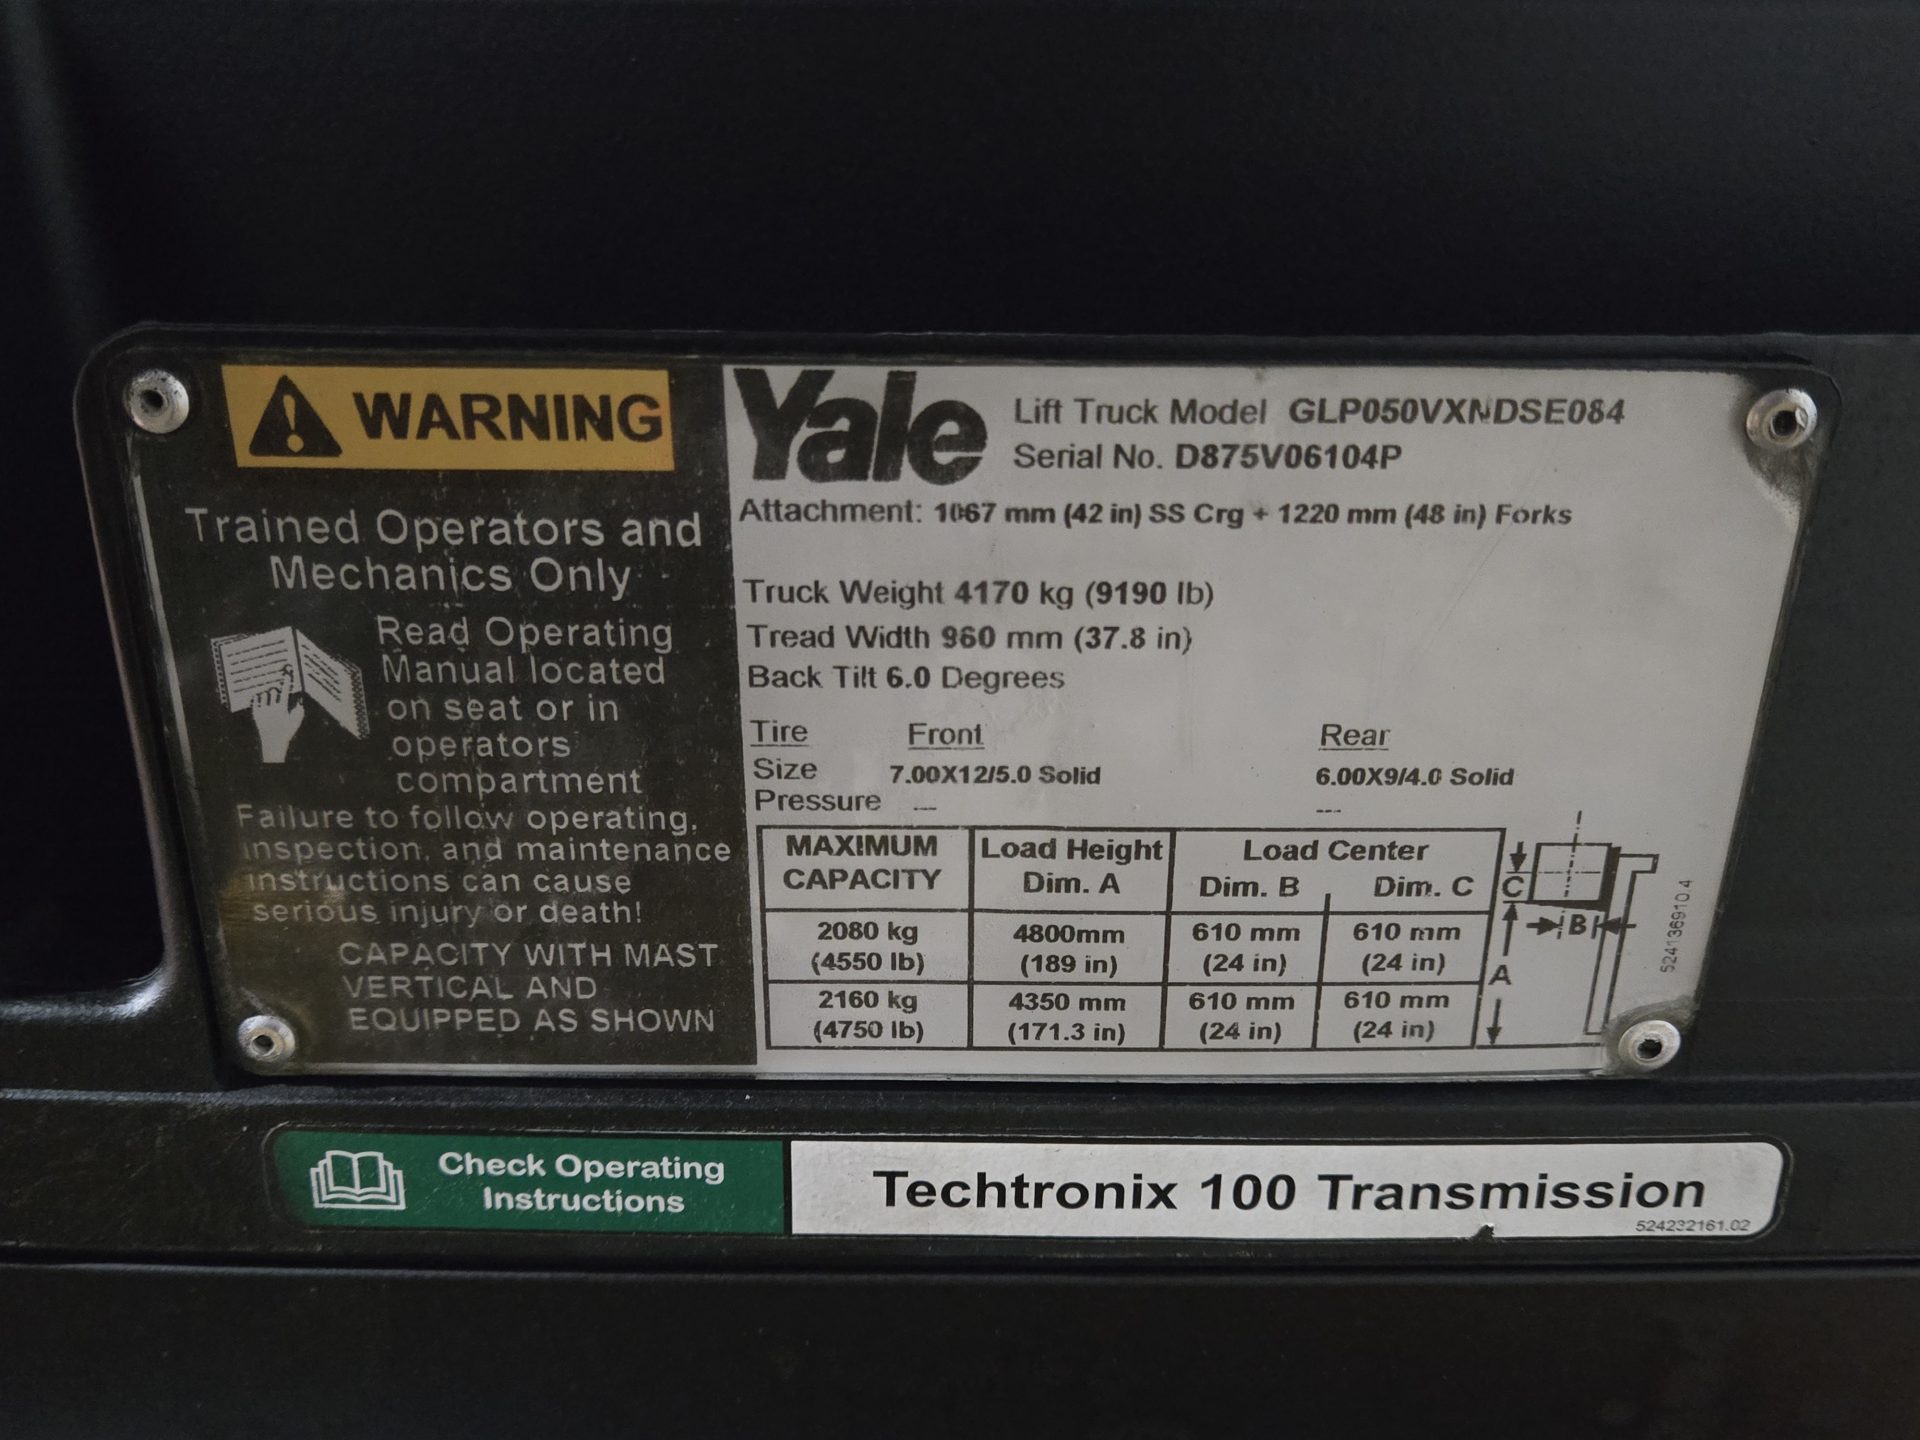 WARNING
Trained Operators and
Mechanics Only
Read Operating
Manual located
on seat or in
operators
compartment
Failure to follow operating,
inspection, and maintenance
instructions can cause
serious injury or death!
CAPACITY WITH MAST
VERTICAL AND
EQUIPPED AS SHOWN
Yale
Lift Truck Model GLP050VXNDSE084
Serial No. D875V06104P
Attachment: 1067 mm (42 in) SS Crg + 1220 mm (48 in) Forks
Truck Weight 4170 kg (9190 lb)
Tread Width 960 mm (37.8 in)
Back Tilt 6.0 Degrees
Tire Front Rear
Size 7.00X12/5.0 Solid 6.00X9/4.0 Solid
Pressure --- ---
MAXIMUM CAPACITY Load Height Dim. A Load Center Dim. B Dim. C
2080 kg 4800mm 610 mm 610 mm
(4550 lb) (189 in) (24 in) (24 in)
2160 kg 4350 mm 610 mm 610 mm
(4750 lb) (171.3 in) (24 in) (24 in)
C
B
A
524136910.4
Check Operating
Instructions
Techtronix 100 Transmission
524232161.02